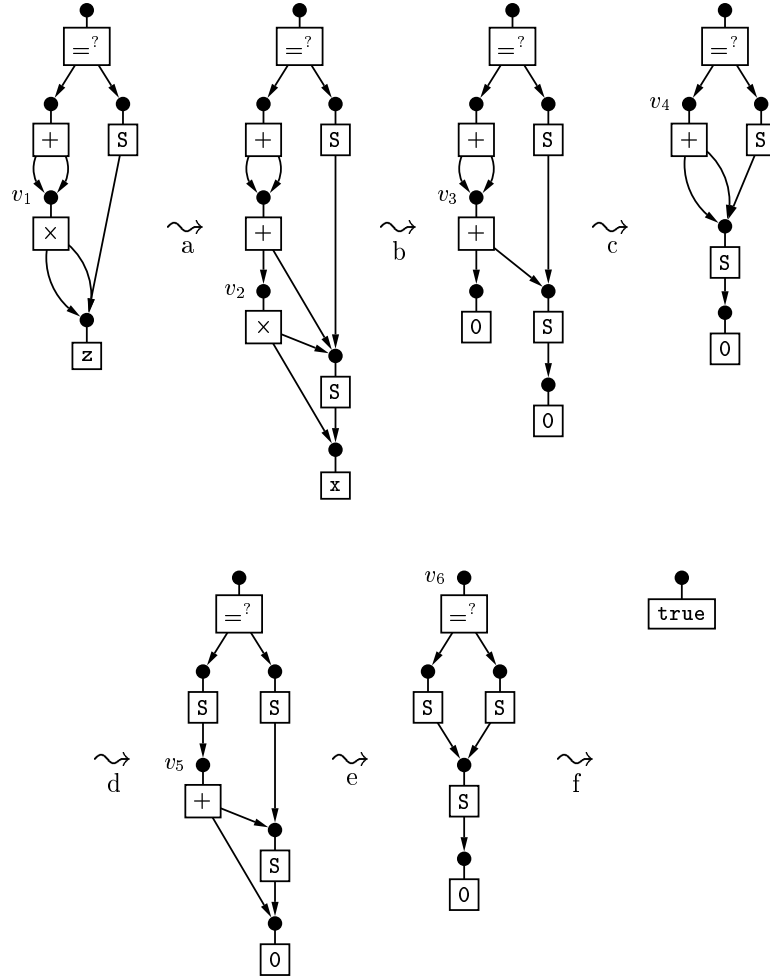 =? =? =? =?
+ S + S + S v4 + S
v1 v3
× + + S
a b c
v2
× 0 S 0
z
S 0
x
v6 true
=? =?
S S S S
v5
d + e S f
S
0
0